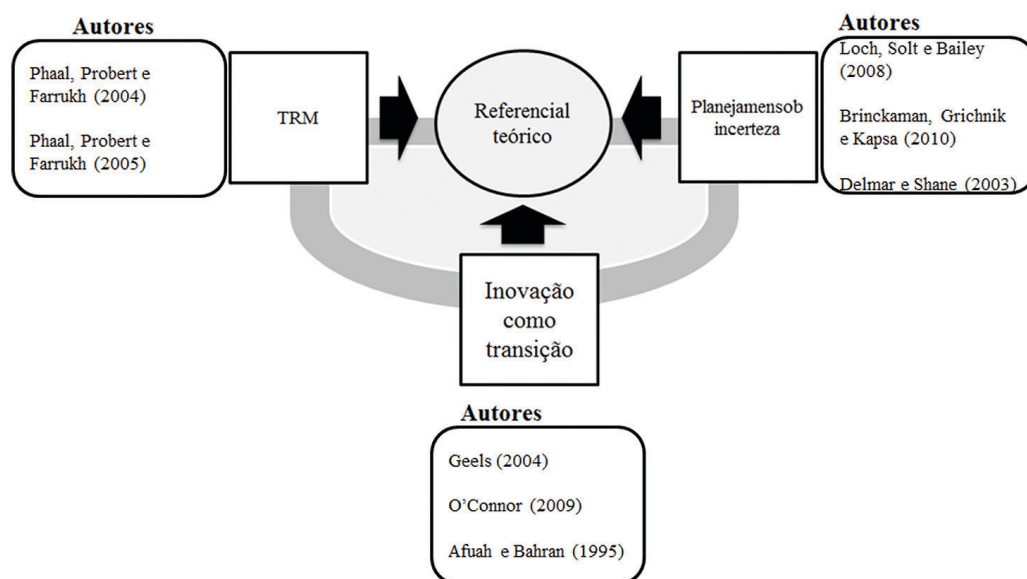 Autores
Phaal, Probert e
Farrukh (2004)
Phaal, Probert e
Farrukh (2005)
TRM
Referencial
teórico
Planejamensob
incerteza
Autores
Loch, Solt e Bailey
(2008)
Brinckaman, Grichnik
e Kapsa (2010)
Delmar e Shane (2003)
Inovação
como
transição
Autores
Geels (2004)
O’Connor (2009)
Afuah e Bahran (1995)